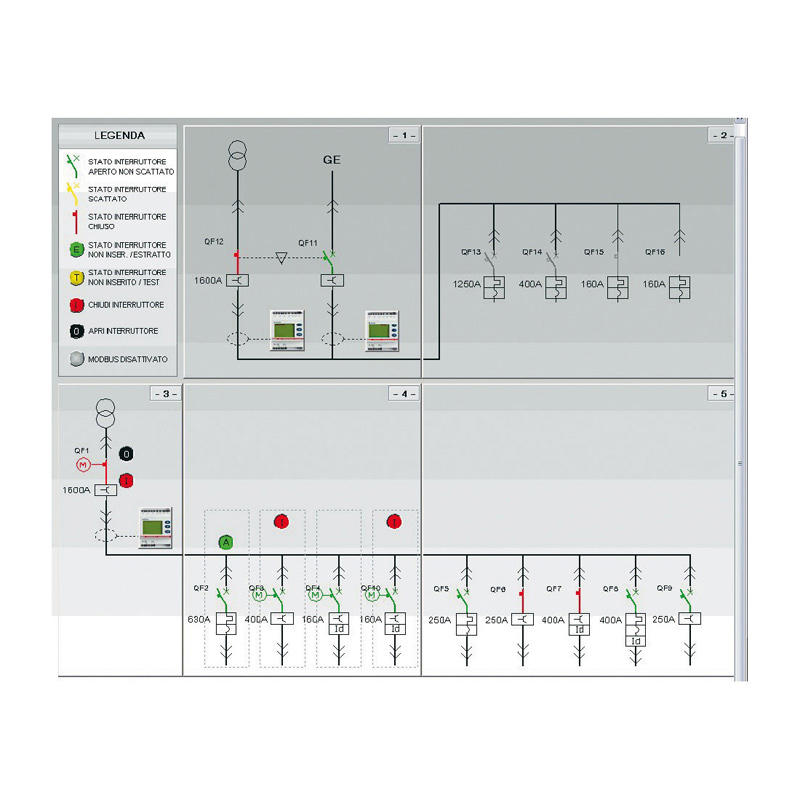 LEGENDA
STATO INTERRUTTORE
APERTO NON SCATTATO
STATO INTERRUTTORE
SCATTATO
STATO INTERRUTTORE
CHIUSO
E
STATO INTERRUTTORE
NON INSER. /ESTRATTO
T
STATO INTERRUTTORE
NON INSERITO / TEST
I
CHIUDI INTERRUTTORE
O
APRI INTERRUTTORE
MODBUS DISATTIVATO
- 1 -
GE
QF12
QF11
1600A
- 2 -
QF13
QF14
QF15
QF16
1250A
400A
160A
160A
- 3 -
QF1
O
M
I
1600A
- 4 -
I
I
A
QF2
QF3
M
QF4
M
QF10
M
630A
400A
160A
160A
Id
Id
- 5 -
QF5
QF6
QF7
QF8
QF9
250A
250A
400A
400A
250A
Id
Id